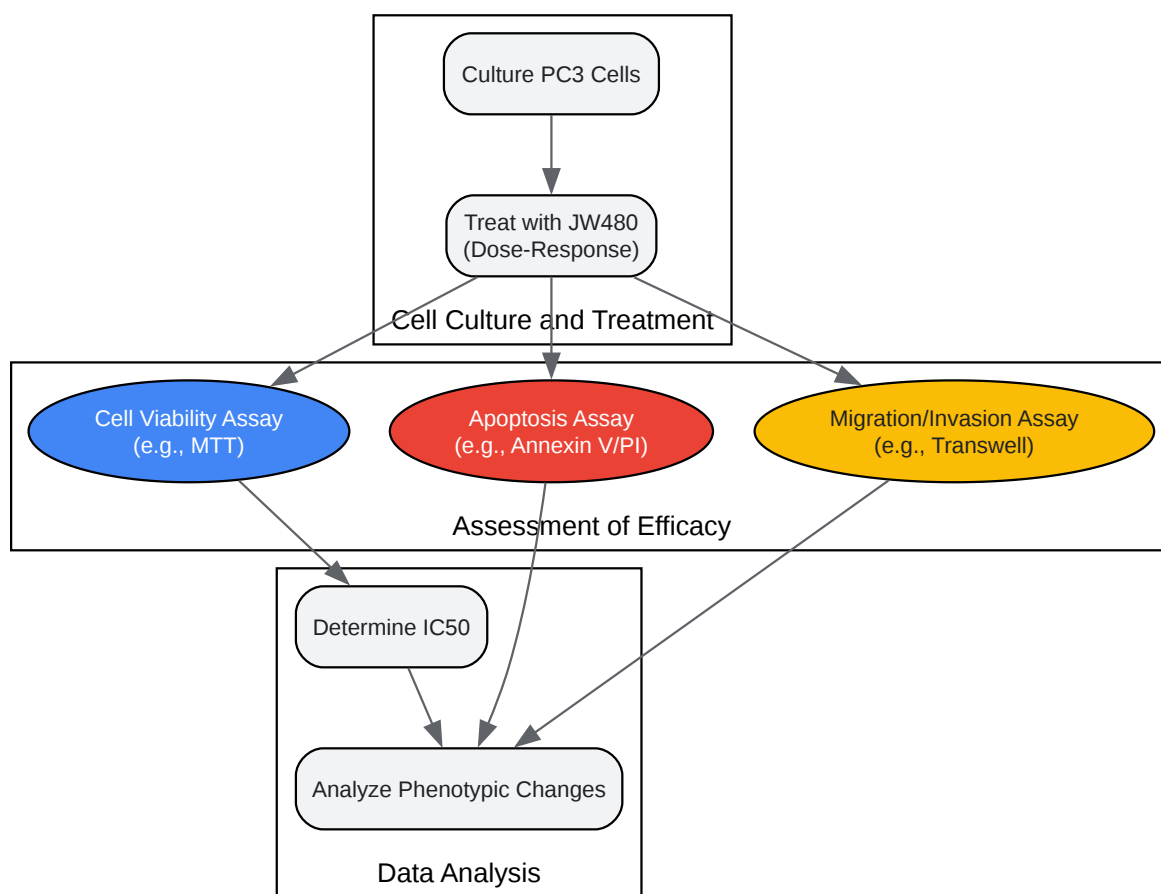 Culture PC3 Cells
Treat with JW480
(Dose-Response)
Cell Culture and Treatment
Cell Viability Assay
(e.g., MTT)
Apoptosis Assay
(e.g., Annexin V/PI)
Migration/Invasion Assay
(e.g., Transwell)
Assessment of Efficacy
Determine IC50
Analyze Phenotypic Changes
Data Analysis